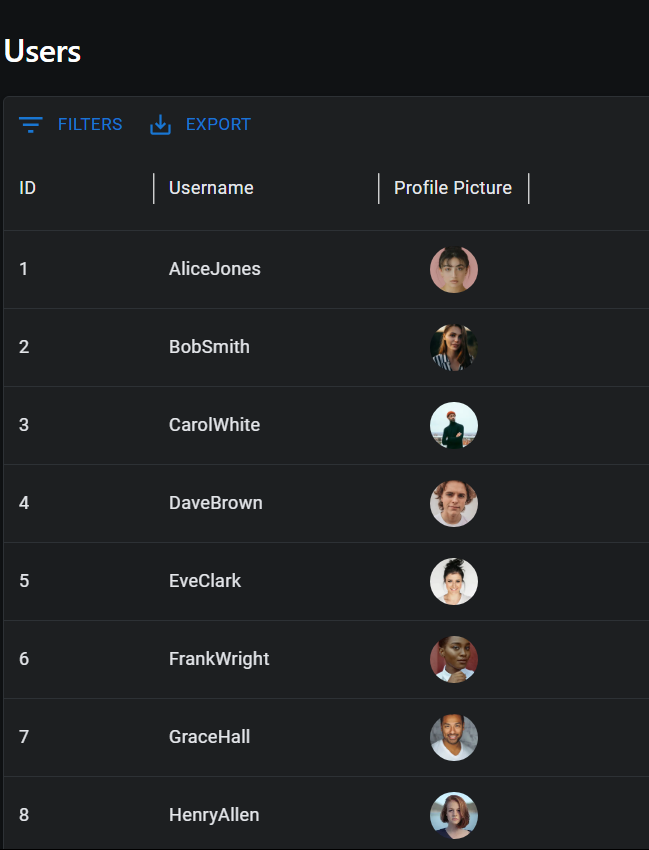 Users
FILTERS EXPORT
ID Username Profile Picture
1 AliceJones
2 BobSmith
3 CarolWhite
4 DaveBrown
5 EveClark
6 FrankWright
7 GraceHall
8 HenryAllen